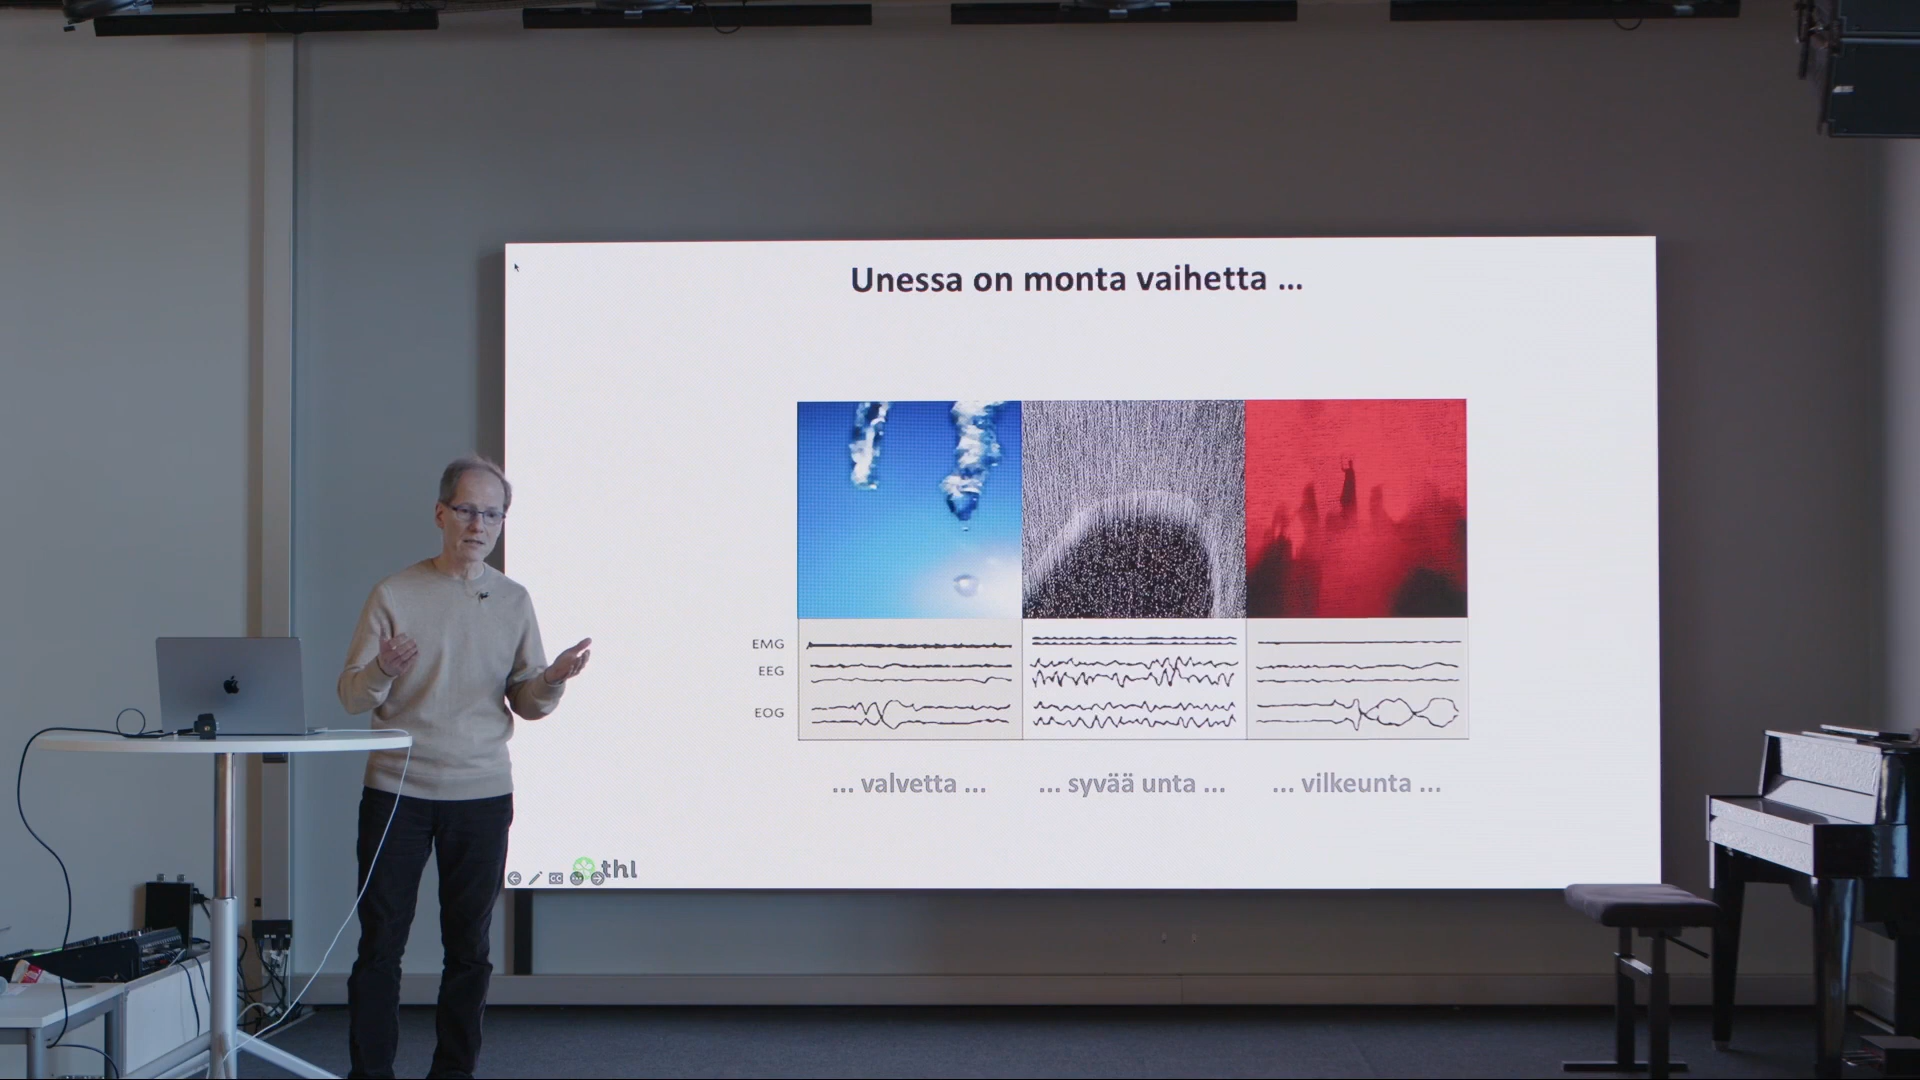 Unessa on monta vaihetta ...
EMG
EEG
EOG
... valvetta ...
... syvää unta ...
... vilkeunta ...
thl